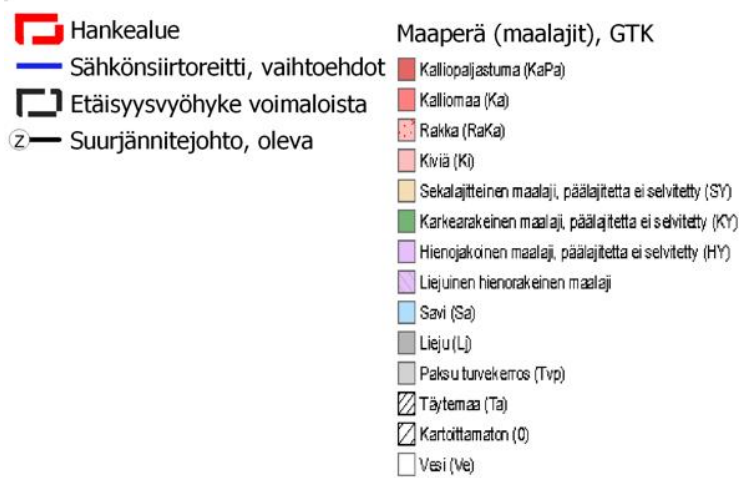 Hankealue
Sähkönsiirtoreitti, vaihtoehdot
Etäisyysvyöhyke voimaloista
Z Suurjännitejohto, oleva
Maaperä (maalajit), GTK
Kalliopaljastuma (KaPa)
Kalliomaa (Ka)
Rakka (RaKa)
Kiviä (Ki)
Sekalajitteinen maalaji, päälajitetta ei selvitetty (SY)
Karkearakeinen maalaji, päälajitetta ei selvitetty (KY)
Hienojakoinen maalaji, päälajitetta ei selvitetty (HY)
Liejuinen hienorakeinen maalaji
Savi (Sa)
Lieju (Lj)
Paksu turvekerros (Tvp)
Täytemaa (Ta)
Kartoittamaton (0)
Vesi (Ve)